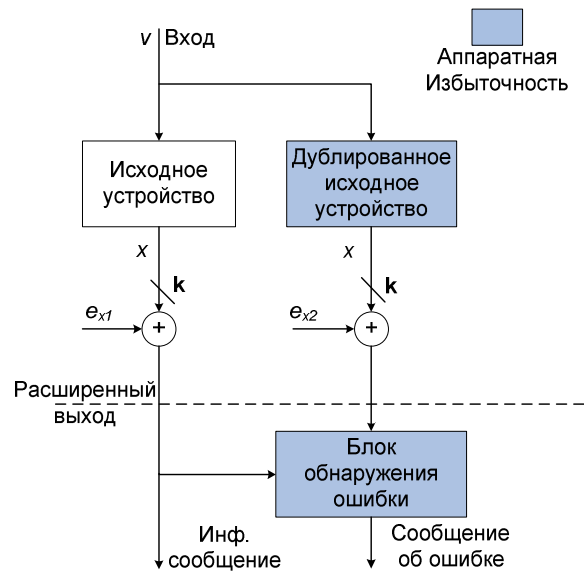 v Вход
Аппаратная
Избыточность
Исходное
устройство
Дублированное
исходное
устройство
x
x
k
k
ex1
+
ex2
+
Расширенный
выход
Блок
обнаружения
ошибки
Инф.
сообщение
Сообщение
об ошибке